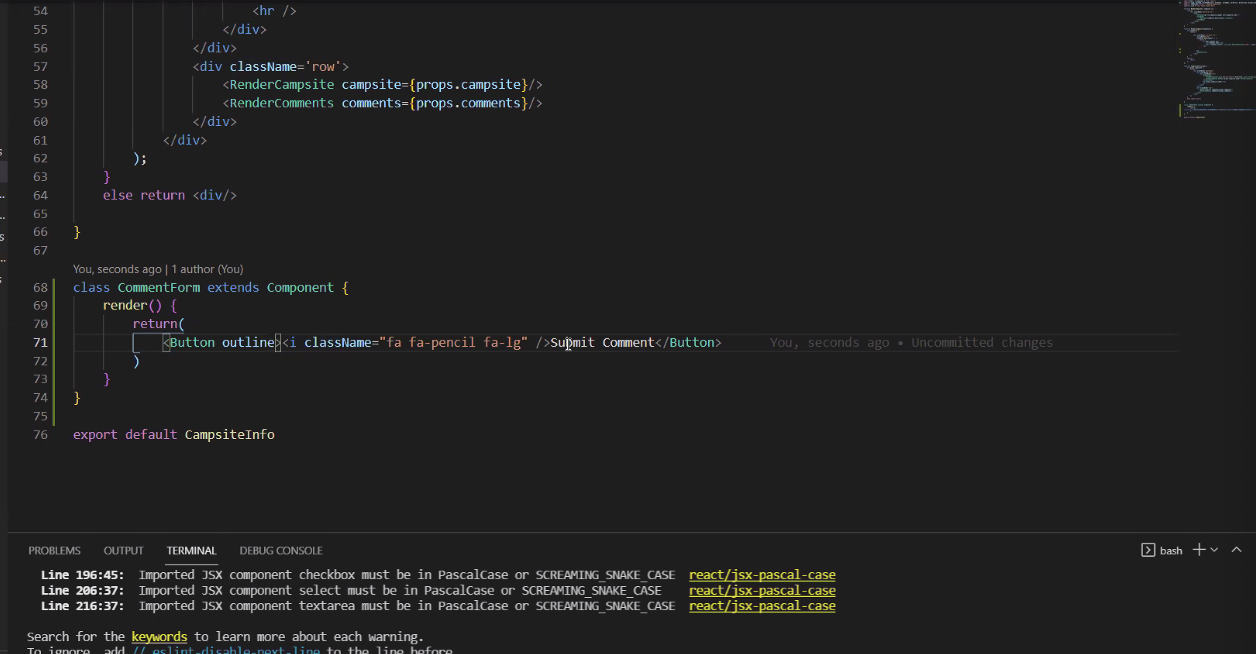 54 <hr />
55 </div>
56 </div>
57 <div className='row'>
58 <RenderCampsite campsite={props.campsite}/>
59 <RenderComments comments={props.comments}/>
60 </div>
61 </div>
62 );
63 }
64 else return <div/>
65
66 }
67
You, seconds ago | 1 author (You)
68 class CommentForm extends Component {
69 render() {
70 return(
71 <Button outline><i className="fa fa-pencil fa-lg" />Submit Comment</Button> You, seconds ago • Uncommitted changes
72 )
73 }
74 }
75
76 export default CampsiteInfo
PROBLEMS OUTPUT TERMINAL DEBUG CONSOLE bash
Line 196:45: Imported JSX component checkbox must be in PascalCase or SCREAMING_SNAKE_CASE react/jsx-pascal-case
Line 206:37: Imported JSX component select must be in PascalCase or SCREAMING_SNAKE_CASE react/jsx-pascal-case
Line 216:37: Imported JSX component textarea must be in PascalCase or SCREAMING_SNAKE_CASE react/jsx-pascal-case
Search for the keywords to learn more about each warning.
To ignore, add // eslint-disable-next-line to the line before